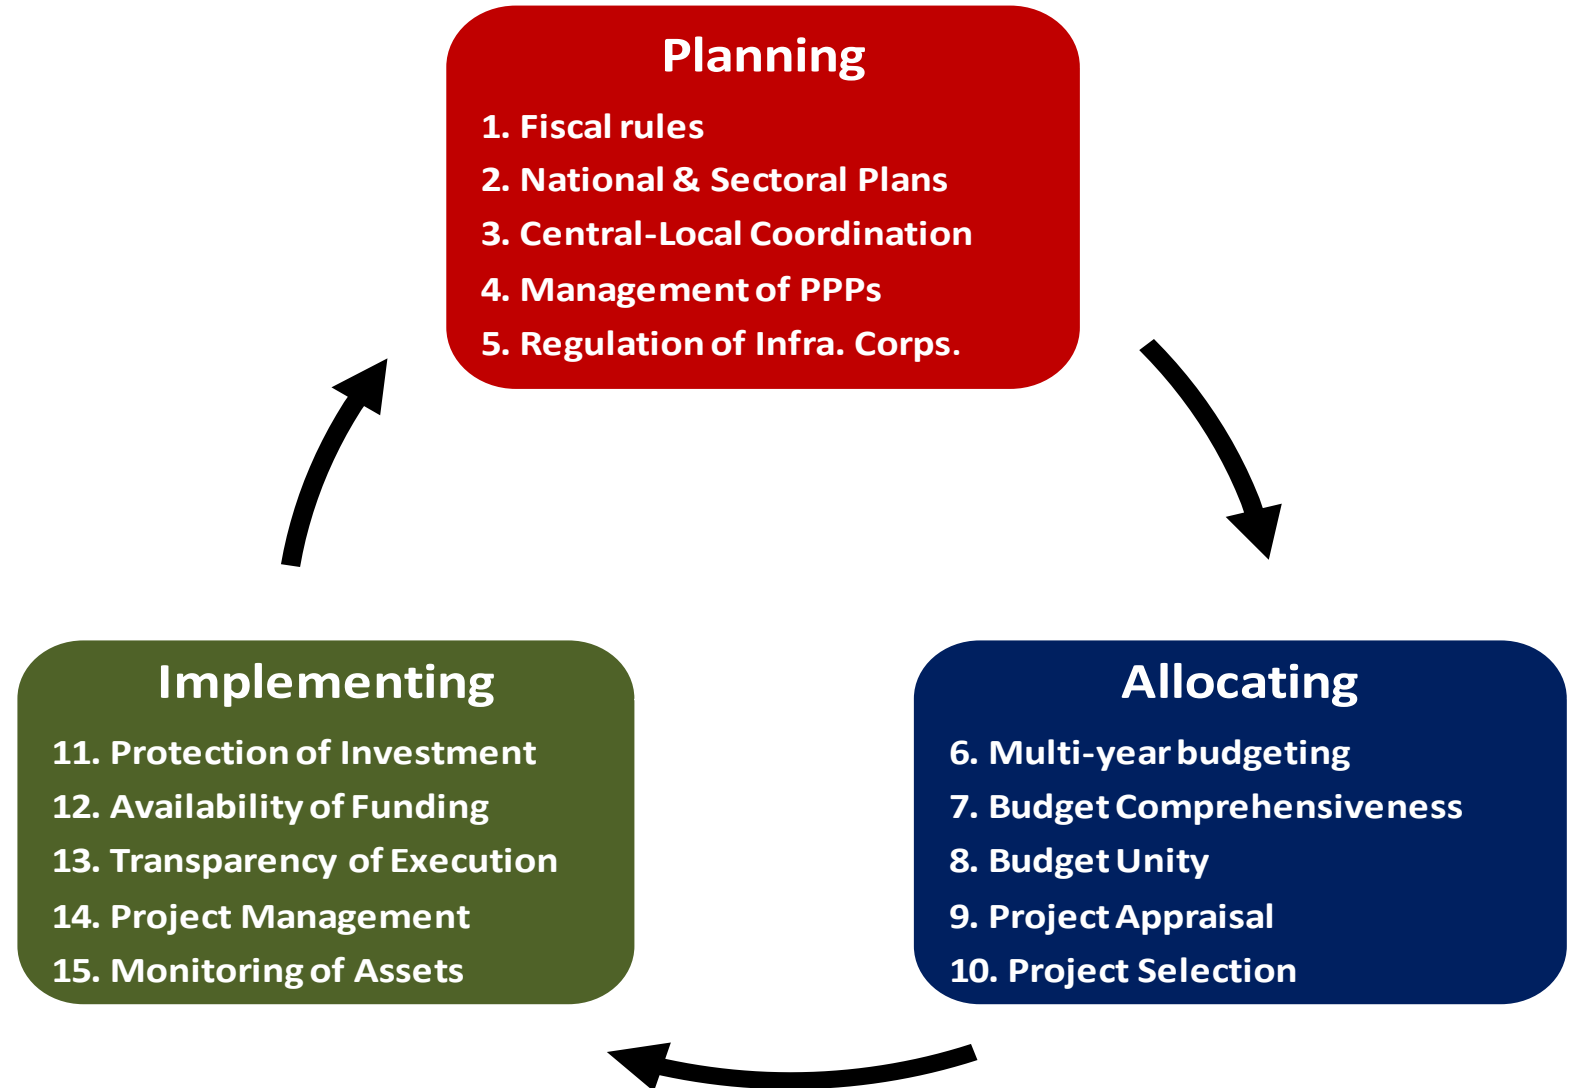 Planning
1. Fiscal rules
2. National & Sectoral Plans
3. Central-Local Coordination
4. Management of PPPs
5. Regulation of Infra. Corps.
Implementing
11. Protection of Investment
12. Availability of Funding
13. Transparency of Execution
14. Project Management
15. Monitoring of Assets
Allocating
6. Multi-year budgeting
7. Budget Comprehensiveness
8. Budget Unity
9. Project Appraisal
10. Project Selection